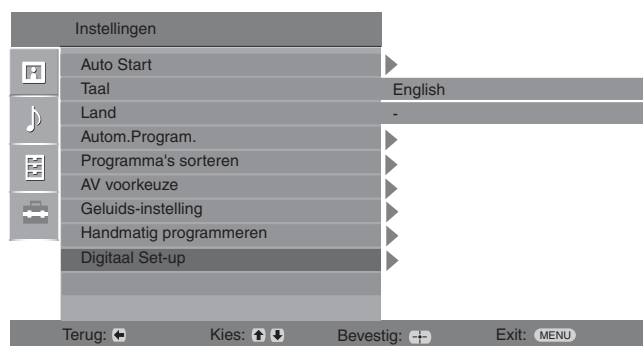 Instellingen
Auto Start
Taal English
Land -
Autom.Program.
Programma's sorteren
AV voorkeuze
Geluids-instelling
Handmatig programmeren
Digitaal Set-up
Terug: Kies: Bevestig: Exit: MENU